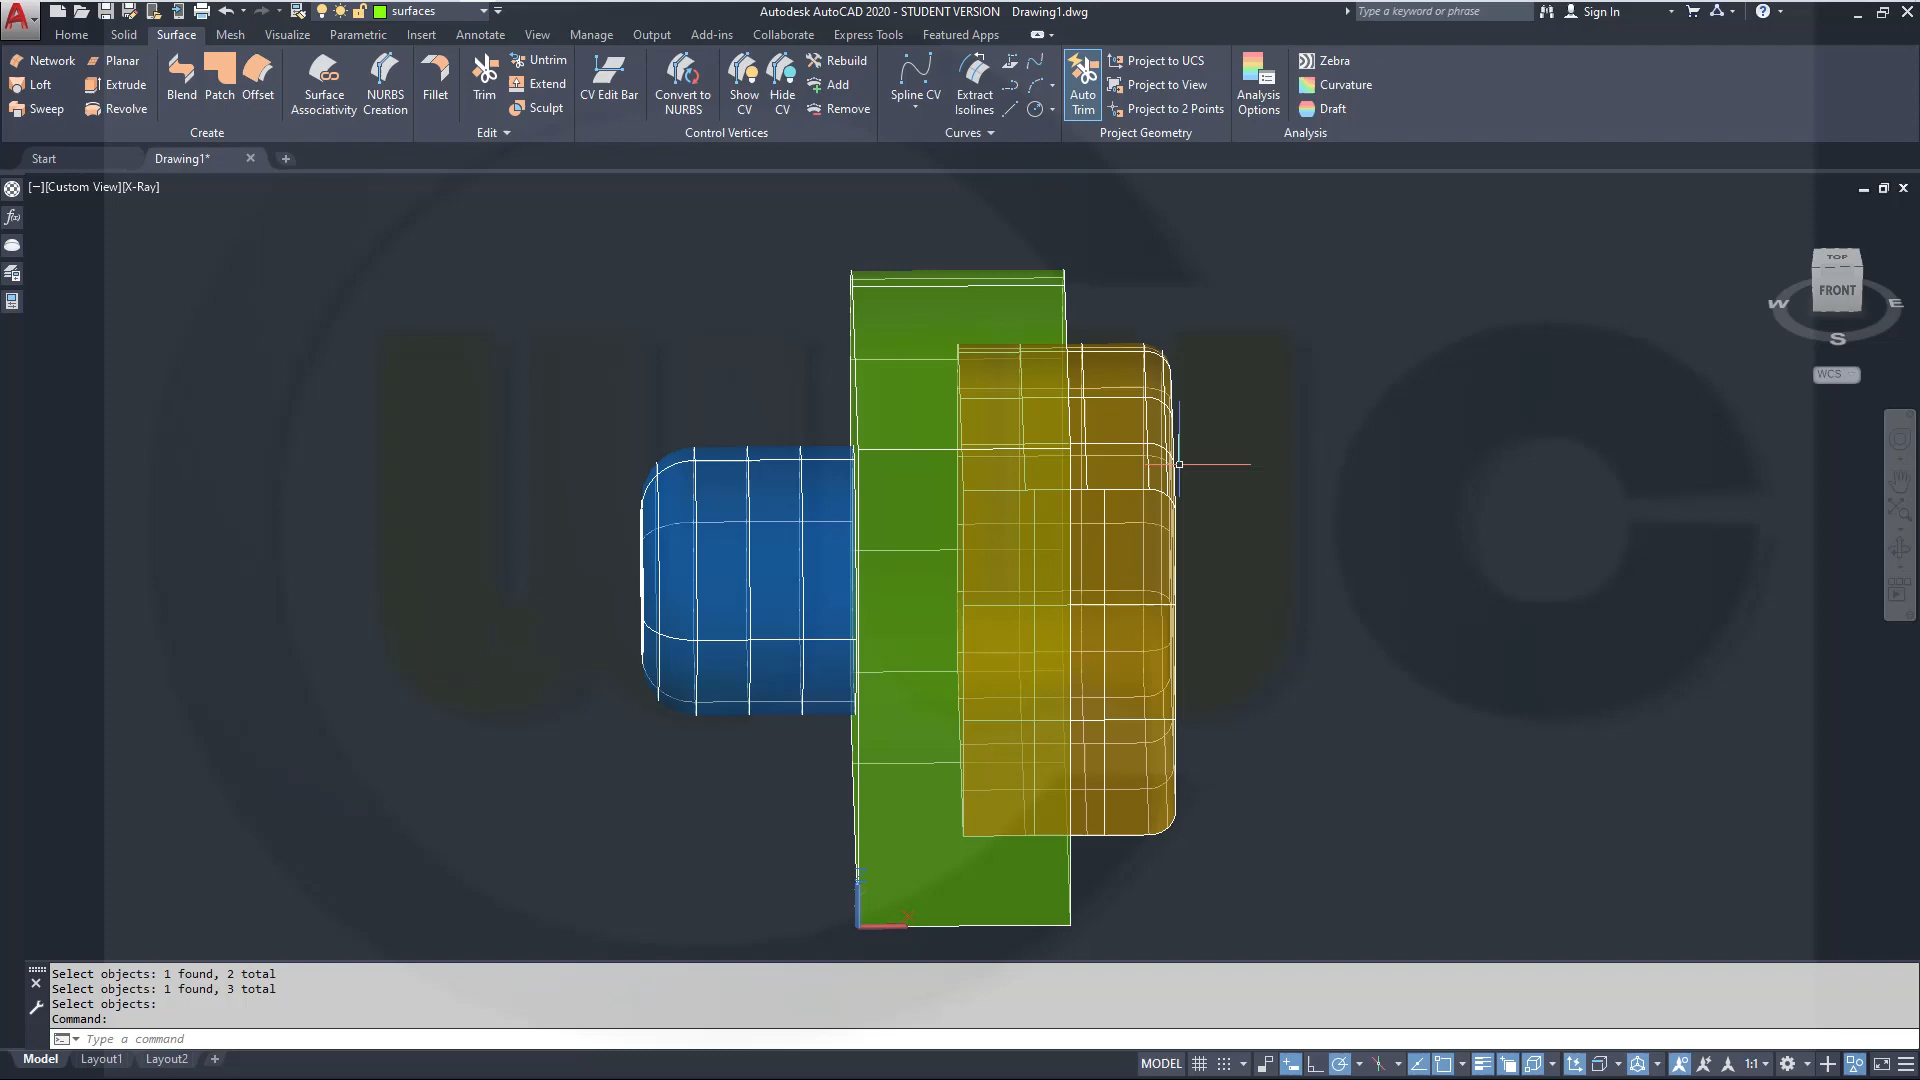 surfaces
Autodesk AutoCAD 2020 - STUDENT VERSION Drawing1.dwg
Type a keyword or phrase
Sign In
Home Solid Surface Mesh Visualize Parametric Insert Annotate View Manage Output Add-ins Collaborate Express Tools Featured Apps
Network Planar
Loft Extrude
Sweep Revolve
Blend Patch Offset
Surface Associativity
NURBS Creation
Fillet
Trim
Untrim
Extend
Sculpt
CV Edit Bar
Convert to NURBS
Show CV
Hide CV
Rebuild
Add
Remove
Spline CV
Extract Isolines
Auto Trim
Project to UCS
Project to View
Project to 2 Points
Analysis Options
Zebra
Curvature
Draft
Create Edit Control Vertices Curves Project Geometry Analysis
Start Drawing1*
[−][Custom View][X-Ray]
TOP
FRONT
W E
S
WCS
X
Select objects: 1 found, 2 total
Select objects: 1 found, 3 total
Select objects:
Command:
Type a command
Model Layout1 Layout2
MODEL 1:1